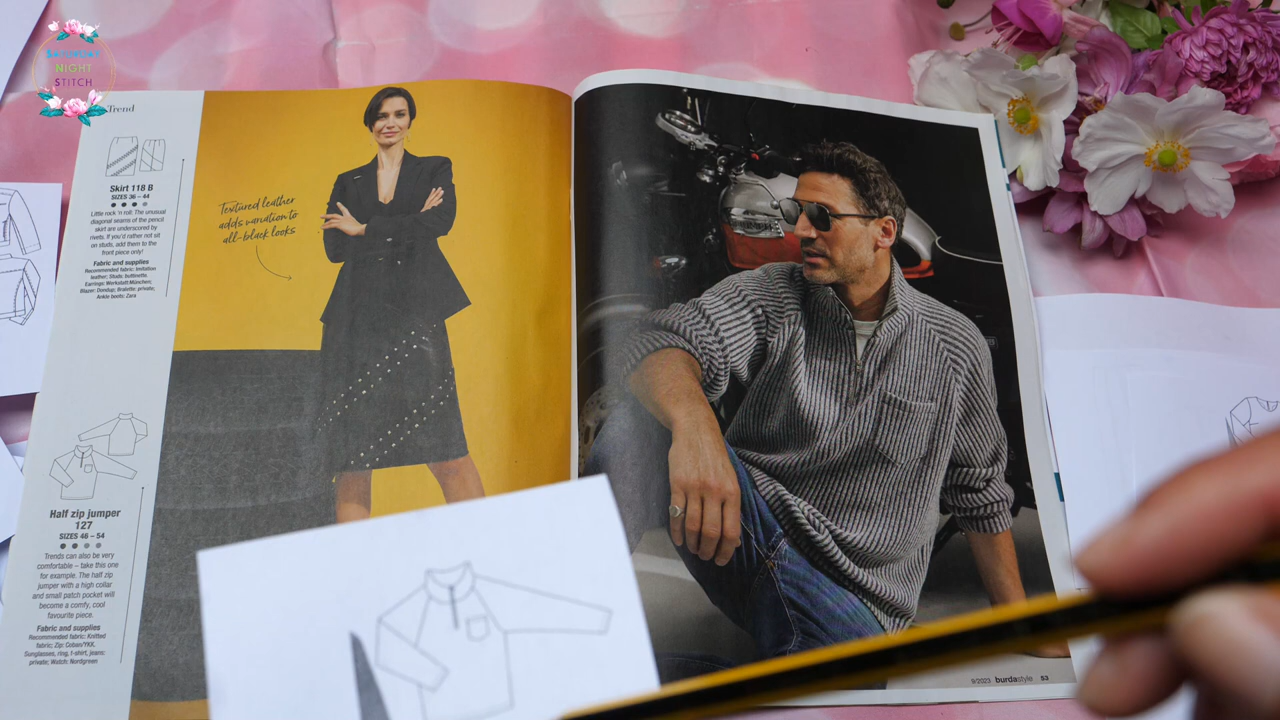 SATURDAY
NIGHT
STITCH
Trend
Skirt 118 B
SIZES 36 – 44
Little rock 'n roll: The unusual
diagonal seams of the pencil
skirt are underscored by
rivets. If you'd rather not sit
on studs, add them to the
front piece only!
Fabric and supplies
Recommended fabric: Imitation
leather; Studs: buttinette.
Earrings: Werkstatt:München;
Blazer: Dondup; Bralette: private;
Ankle boots: Zara
Textured leather
adds variation to
all-black looks
Half zip jumper
127
SIZES 46 – 54
Trends can also be very
comfortable – take this one
for example. The half zip
jumper with a high collar
and small patch pocket will
become a comfy, cool
favourite piece.
Fabric and supplies
Recommended fabric: Knitted
fabric; Zip: Coban/YKK.
Sunglasses, ring, t-shirt, jeans:
private; Watch: Nordgreen
9/2023 burdastyle 53